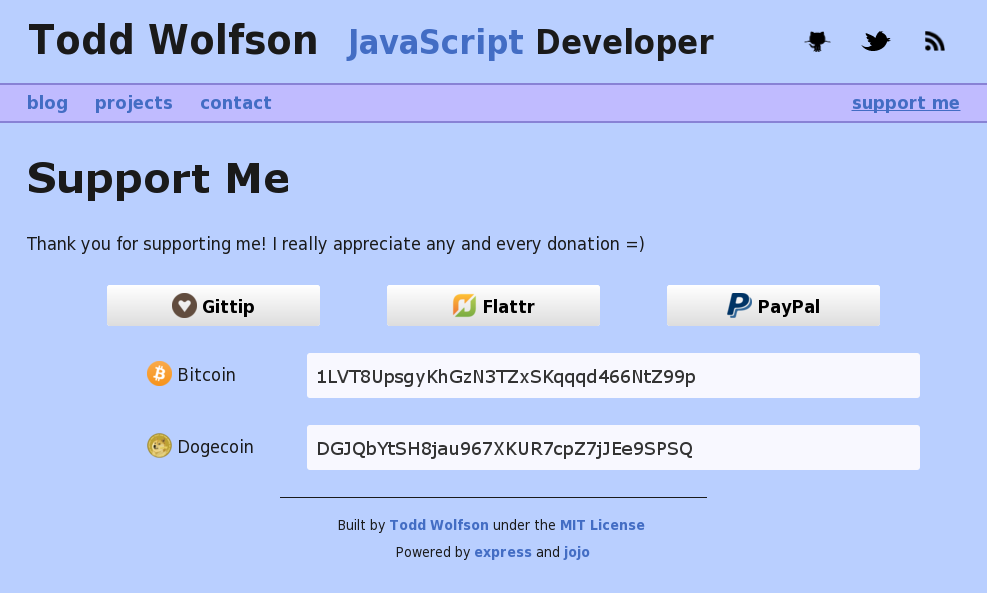 Todd Wolfson JavaScript Developer
blog projects contact support me
Support Me
Thank you for supporting me! I really appreciate any and every donation =)
Gittip Flattr PayPal
Bitcoin 1LVT8UpsgyKhGzN3TZxSKqqqd466NtZ99p
Dogecoin DGJQbYtSH8jau967XKUR7cpZ7jJEe9SPSQ
Built by Todd Wolfson under the MIT License
Powered by express and jojo